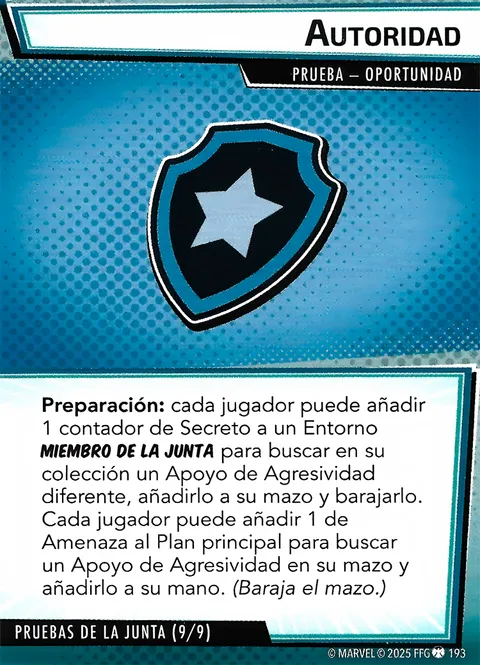 AUTORIDAD
PRUEBA – OPORTUNIDAD
Preparación: cada jugador puede añadir
1 contador de Secreto a un Entorno
MIEMBRO DE LA JUNTA para buscar en su
colección un Apoyo de Agresividad
diferente, añadirlo a su mazo y barajarlo.
Cada jugador puede añadir 1 de
Amenaza al Plan principal para buscar
un Apoyo de Agresividad en su mazo y
añadirlo a su mano. (Baraja el mazo.)
PRUEBAS DE LA JUNTA (9/9)
© MARVEL © 2025 FFG 193